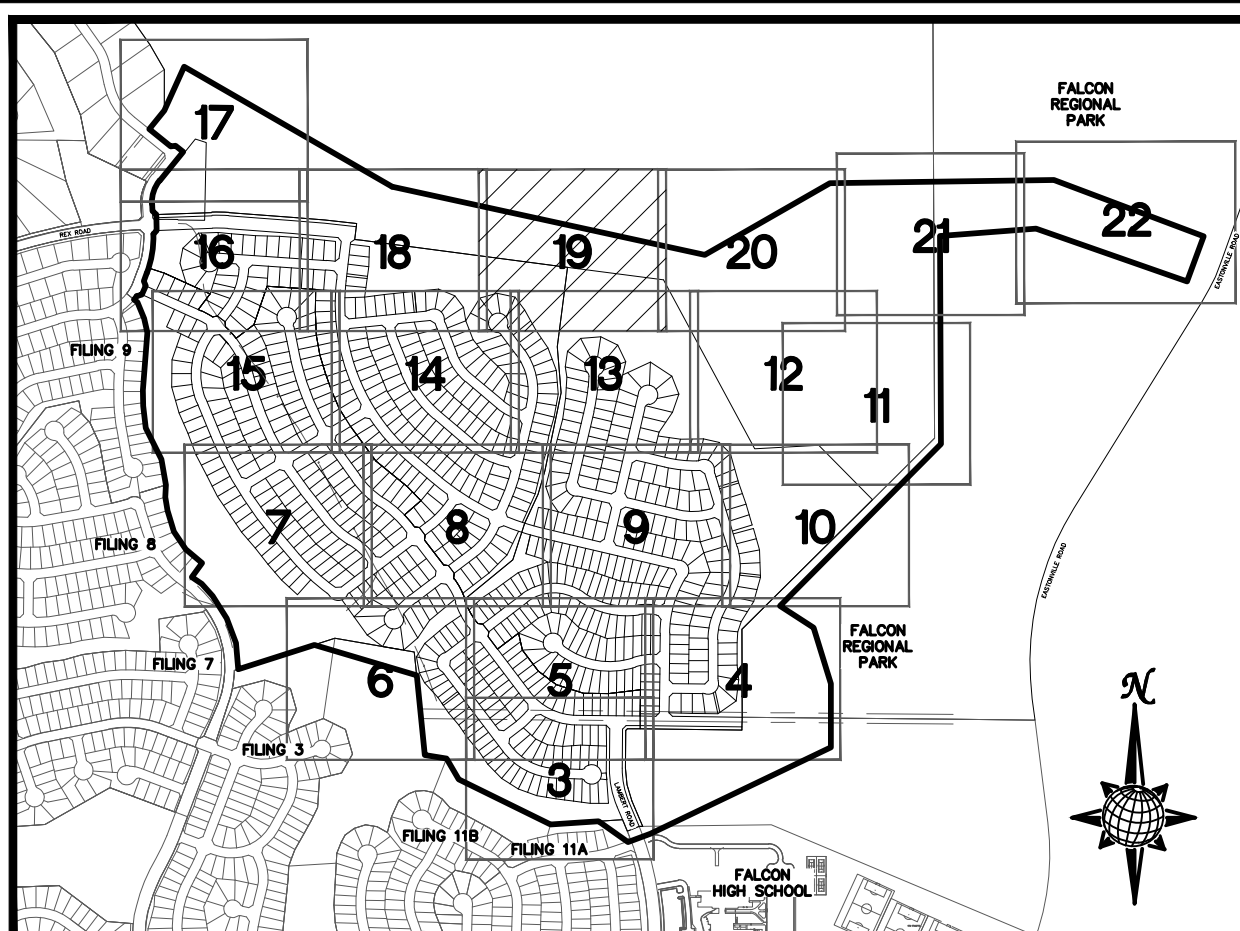 FALCON
REGIONAL
PARK
17
22
21
REX ROAD
16
18
19
20
EASTONVILLE ROAD
FILING 9
15
14
13
12
11
7
8
9
10
FILING 8
EASTONVILLE ROAD
FALCON
REGIONAL
PARK
FILING 7
6
5
4
N
FILING 3
3
LAMBERT ROAD
FILING 11B
FILING 11A
FALCON
HIGH SCHOOL